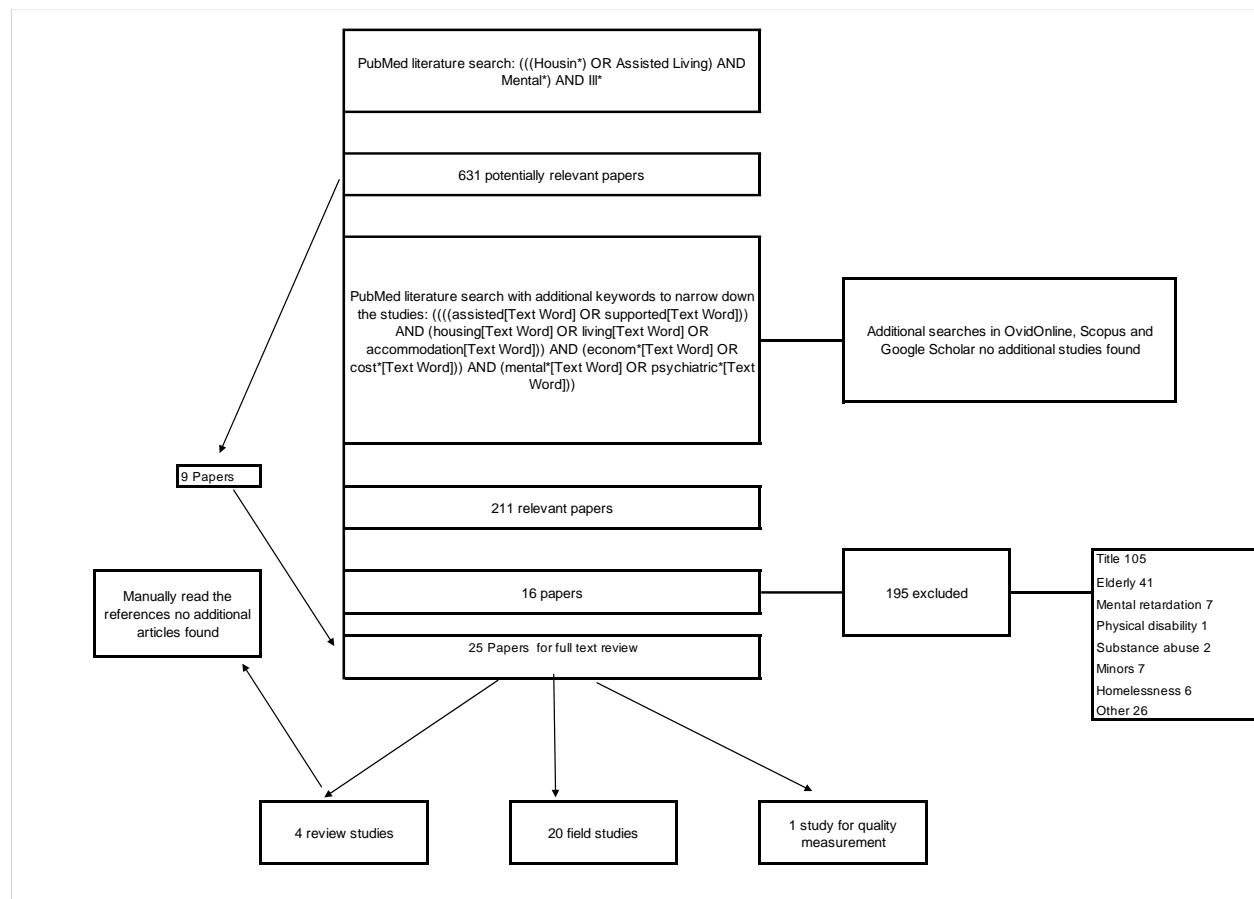 PubMed literature search: (((Housin*) OR Assisted Living) AND
Mental*) AND Ill*
631 potentially relevant papers
PubMed literature search with additional keywords to narrow down
the studies: ((((assisted[Text Word] OR supported[Text Word]))
AND (housing[Text Word] OR living[Text Word] OR
accommodation[Text Word])) AND (econom*[Text Word] OR
cost*[Text Word])) AND (mental*[Text Word] OR psychiatric*[Text
Word]))
Additional searches in OvidOnline, Scopus and
Google Scholar no additional studies found
9 Papers
211 relevant papers
16 papers
195 excluded
Title 105
Elderly 41
Mental retardation 7
Physical disability 1
Substance abuse 2
Minors 7
Homelessness 6
Other 26
Manually read the
references no additional
articles found
25 Papers for full text review
4 review studies
20 field studies
1 study for quality
measurement